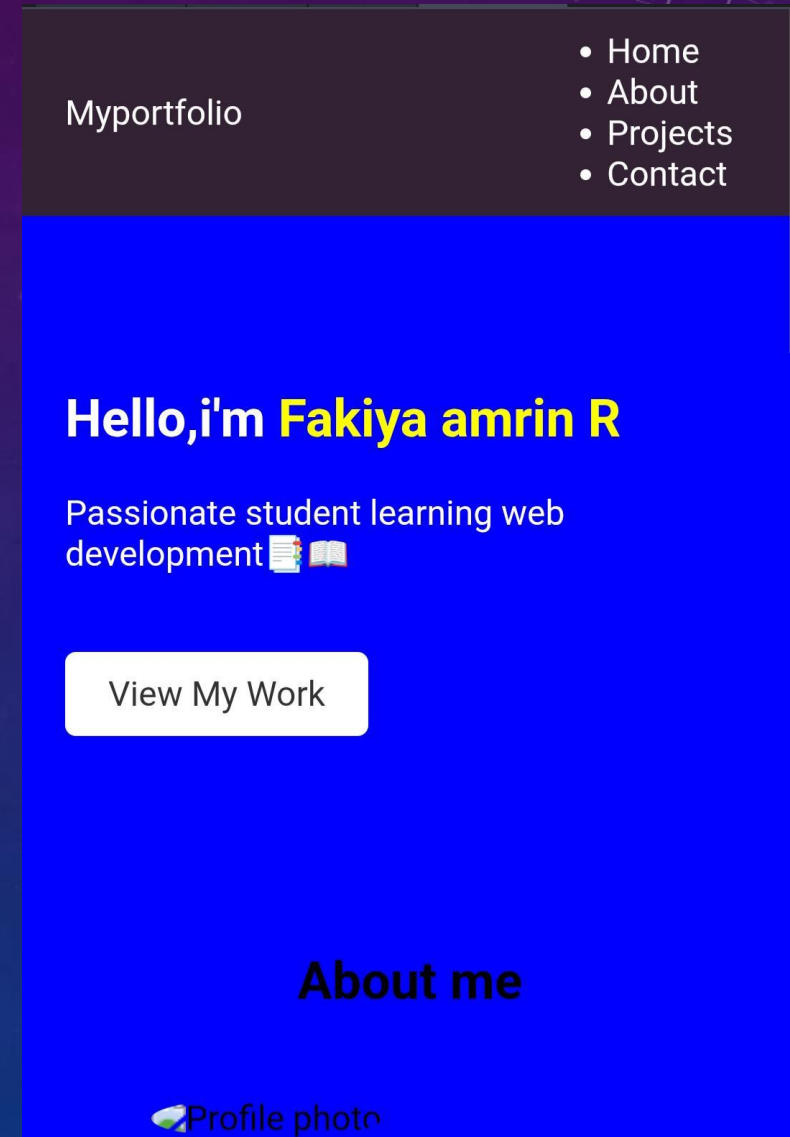 Myportfolio
• Home
• About
• Projects
• Contact
Hello,i'm Fakiya amrin R
Passionate student learning web
development📑📖
View My Work
About me
Profile photo